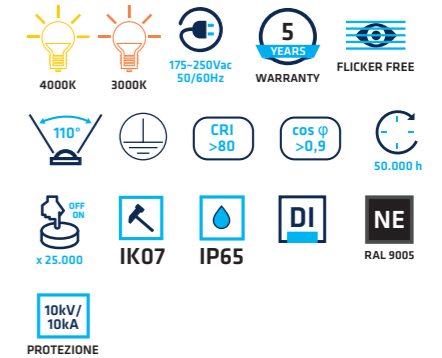 4000K
3000K
175~250Vac
50/60Hz
5
YEARS
WARRANTY
FLICKER FREE
110°
CRI
>80
cos φ
>0,9
50.000 h
OFF
ON
x 25.000
IK07
IP65
DI
NE
RAL 9005
10kV/
10kA
PROTEZIONE